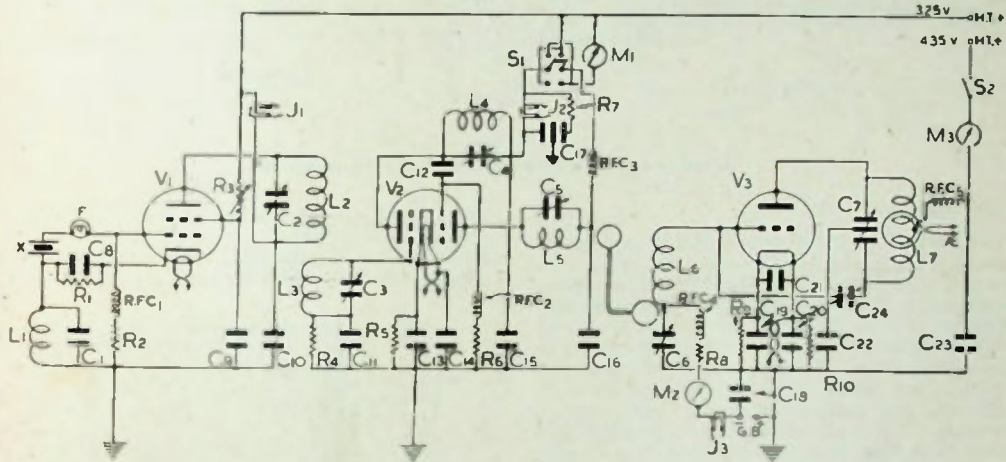 325 V H.T.+
435 V H.T.+
S1
M1
S2
J1
L4
J2
R7
M3
C17
V1
R3
C12
C4
RFC3
V3
C2
L2
V2
C5
C7
RFC5
F
X
C8
L5
L7
R1
L6
C21
RFC1
L3
C3
RFC2
RFC4
C24
R9
C19
C20
L1
C1
R2
C9
C10
R4
C11
R5
C13
C14
R6
C15
C16
C6
R8
C22
C23
R10
M2
C18
G.B.
J3